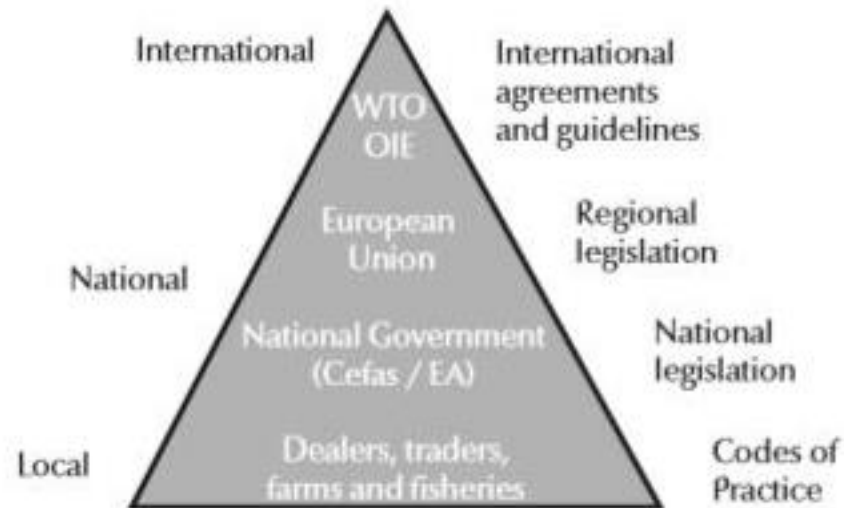 International
WTO
OIE
International
agreements
and guidelines
European
Union
Regional
legislation
National
National Government
(Cefas / EA)
National
legislation
Local
Dealers, traders,
farms and fisheries
Codes of
Practice